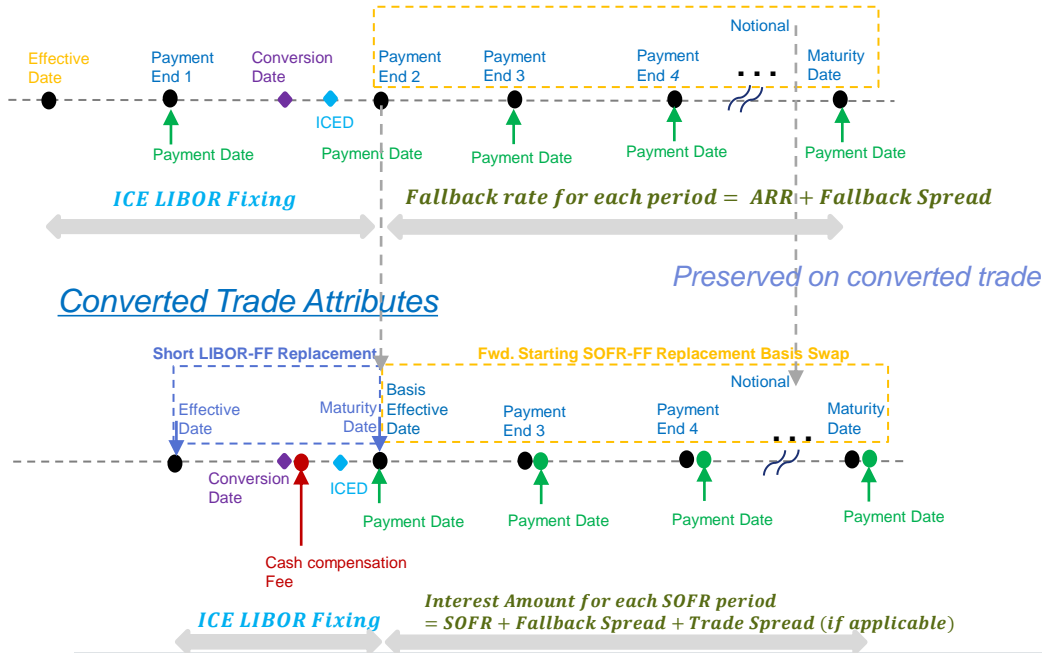 Notional
Effective
Date
Payment
End 1
Conversion
Date
Payment
End 2
Payment
End 3
Payment
End 4
...
Maturity
Date
ICED
Payment Date
Payment Date
Payment Date
Payment Date
Payment Date
ICE LIBOR Fixing
Fallback rate for each period = ARR + Fallback Spread
Preserved on converted trade
Converted Trade Attributes
Short LIBOR-FF Replacement
Fwd. Starting SOFR-FF Replacement Basis Swap
Notional
Effective
Date
Maturity
Date
Basis
Effective
Date
Payment
End 3
Payment
End 4
...
Maturity
Date
Conversion
Date
ICED
Payment Date
Payment Date
Payment Date
Payment Date
Cash compensation
Fee
ICE LIBOR Fixing
Interest Amount for each SOFR period
= SOFR + Fallback Spread + Trade Spread (if applicable)